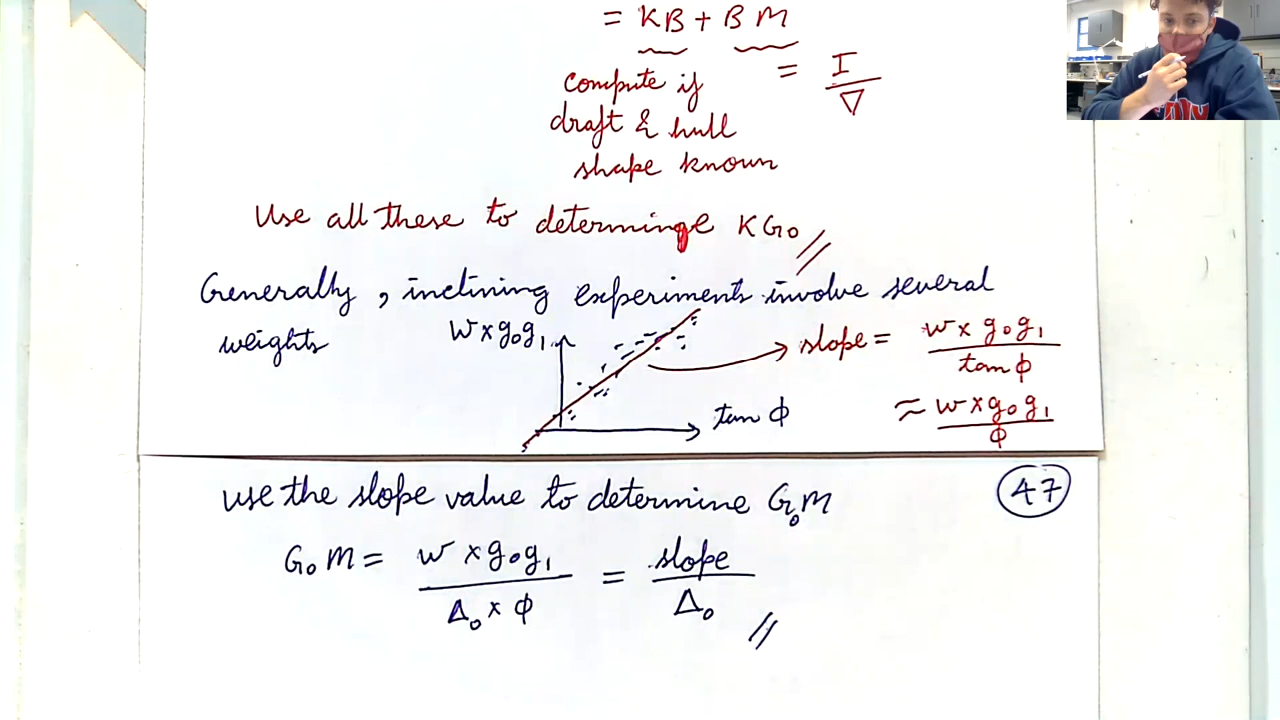 = KB + BM
compute if
draft & hull
shape known
= I / ∇
Use all these to determinge KG₀ //
Generally, inclining experiments involve several
weights
w x g₀g₁
tan φ
slope = w x g₀g₁ / tan φ
≈ w x g₀g₁ / φ
use the slope value to determine G₀M
47
G₀M = w x g₀g₁ / Δ₀ x φ = slope / Δ₀ //